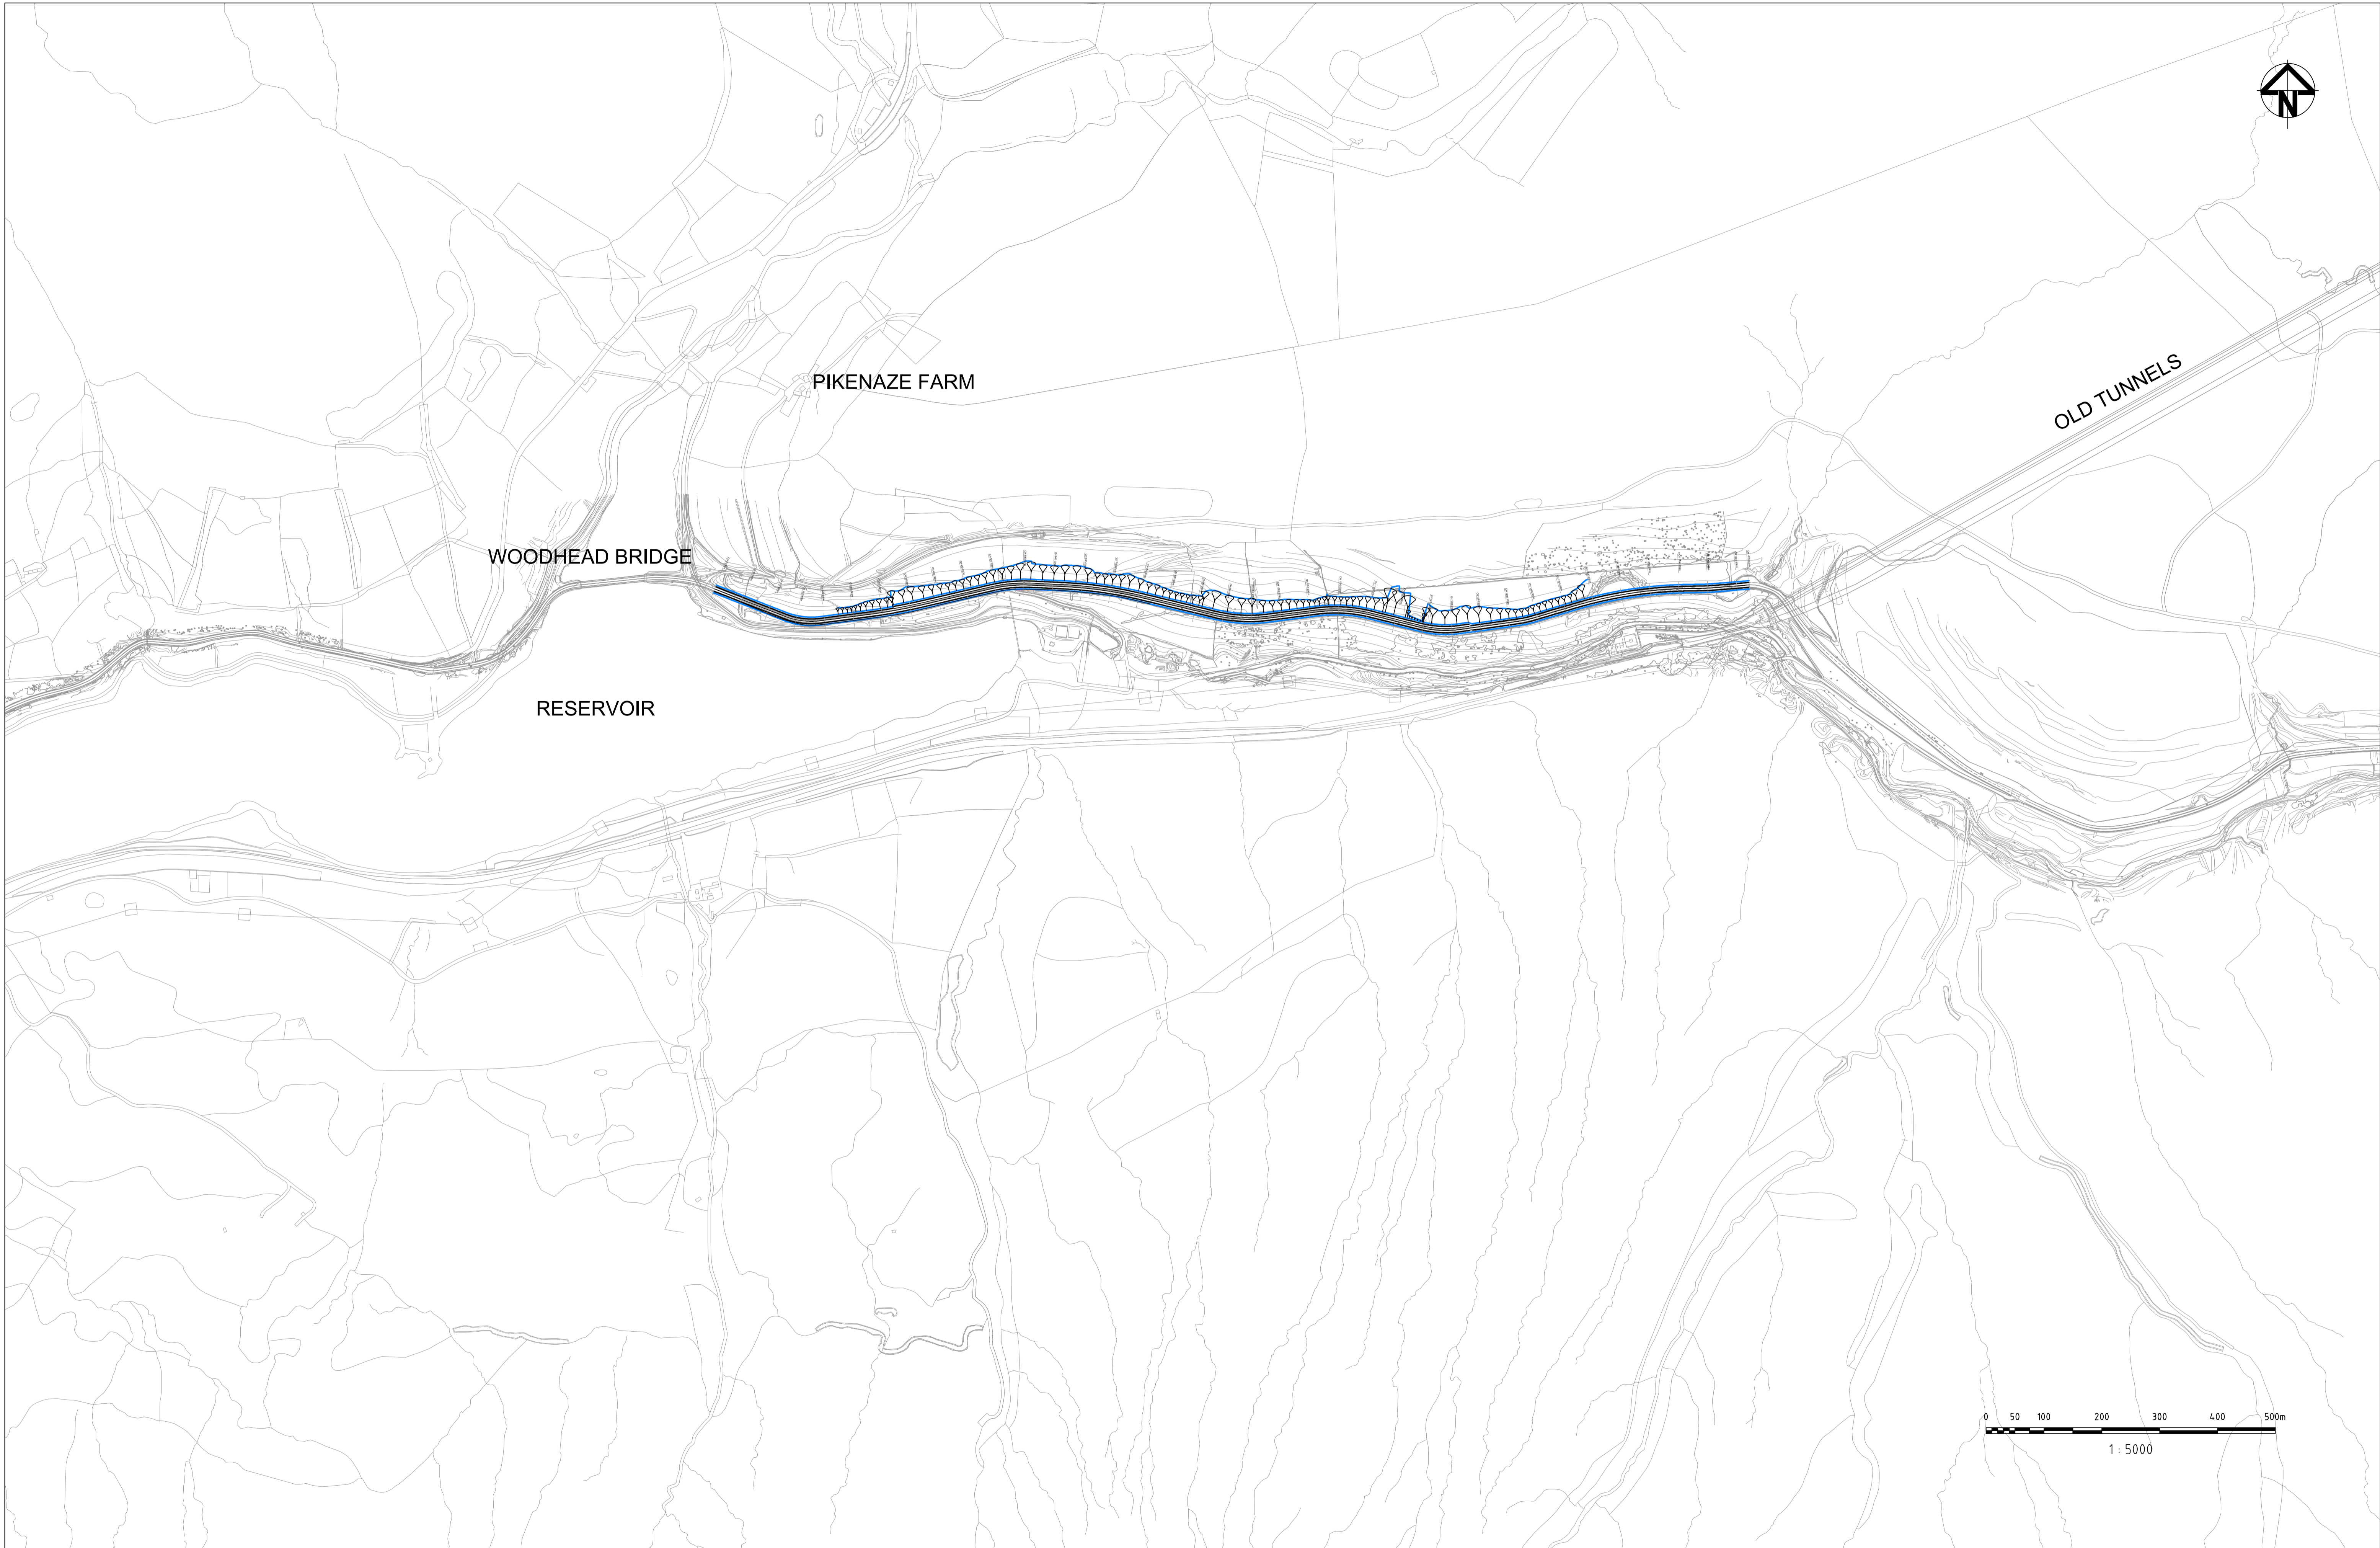 N
PIKENAZE FARM
OLD TUNNELS
WOODHEAD BRIDGE
RESERVOIR
0 50 100 200 300 400 500m
1 : 5000